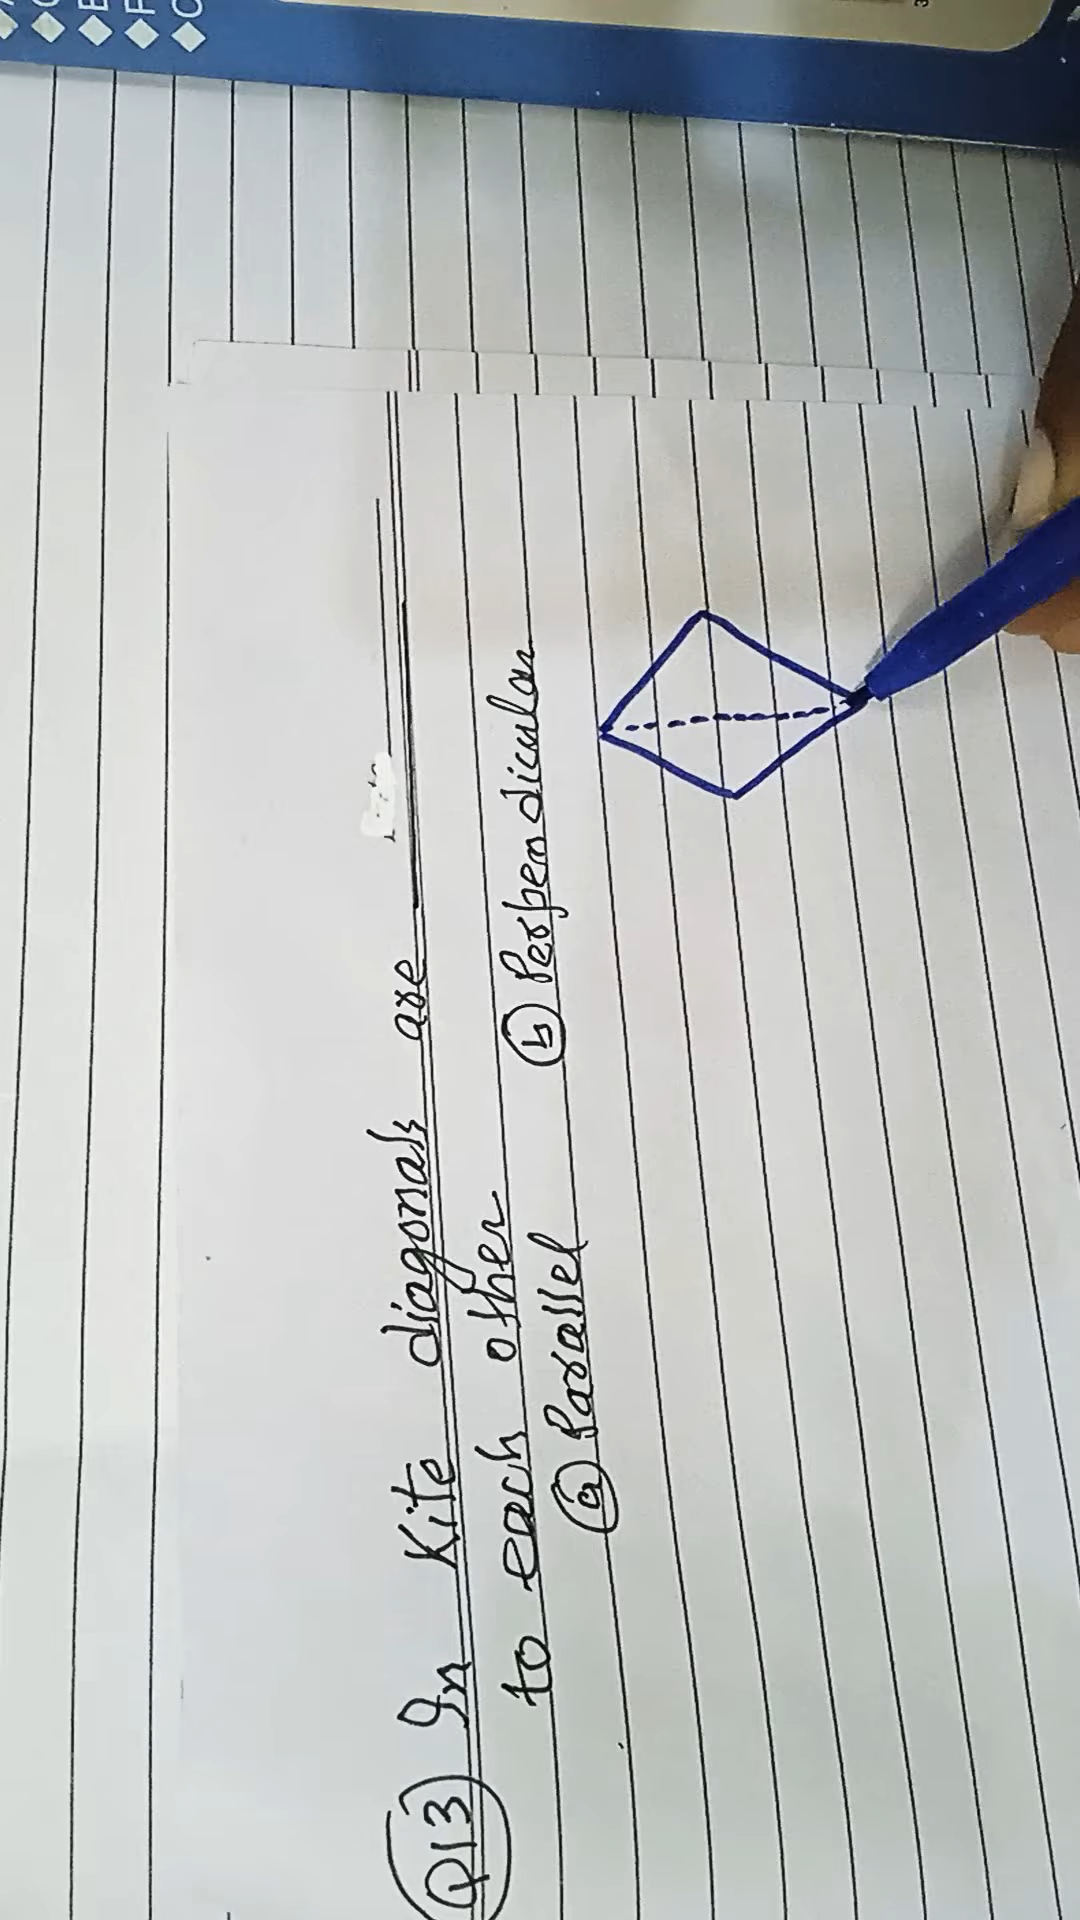 Q13 In Kite diagonals are
to each other
a Parallel b Perpendicular